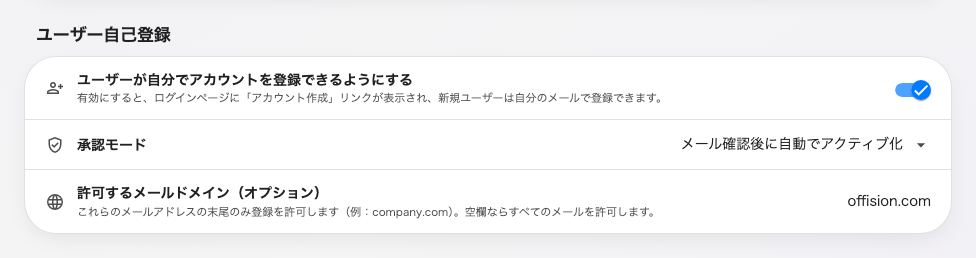 ユーザー自己登録
ユーザーが自分でアカウントを登録できるようにする
有効にすると、ログインページに「アカウント作成」リンクが表示され、新規ユーザーは自分のメールで登録できます。
承認モード
メール確認後に自動でアクティブ化
許可するメールドメイン（オプション）
これらのメールアドレスの末尾のみ登録を許可します（例：company.com）。空欄ならすべてのメールを許可します。
offision.com